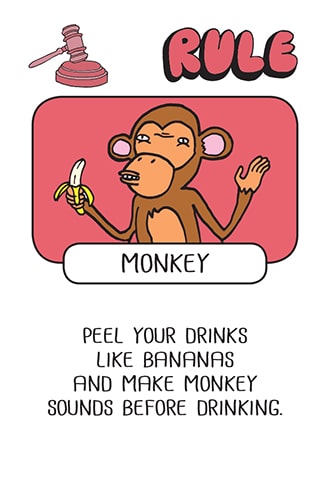 RULE
MONKEY
PEEL YOUR DRINKS
LIKE BANANAS
AND MAKE MONKEY
SOUNDS BEFORE DRINKING.